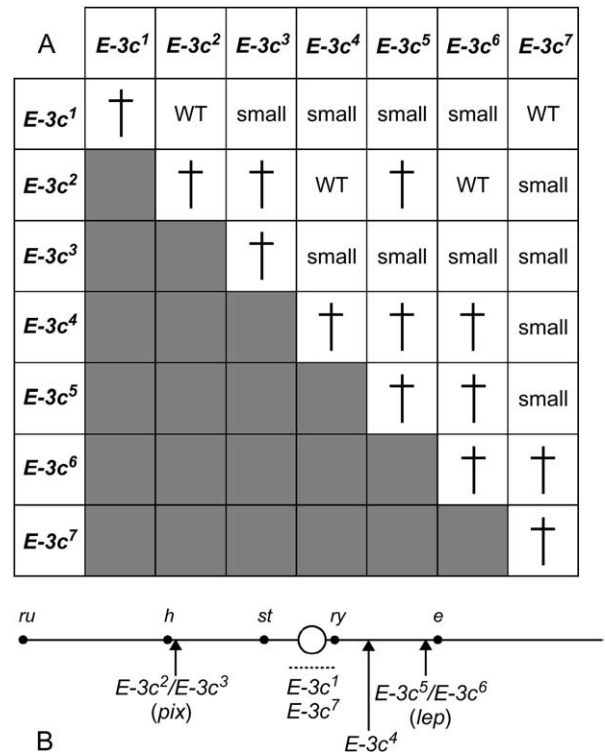 A E-3c¹ E-3c² E-3c³ E-3c⁴ E-3c⁵ E-3c⁶ E-3c⁷
E-3c¹ † WT small small small small WT
E-3c² † † WT † WT small
E-3c³ † small small small small
E-3c⁴ † † † small
E-3c⁵ † † small
E-3c⁶ † †
E-3c⁷ †
ru h st ry e
E-3c²/E-3c³ E-3c¹ E-3c⁵/E-3c⁶
(pix) E-3c⁷ (lep)
B E-3c⁴